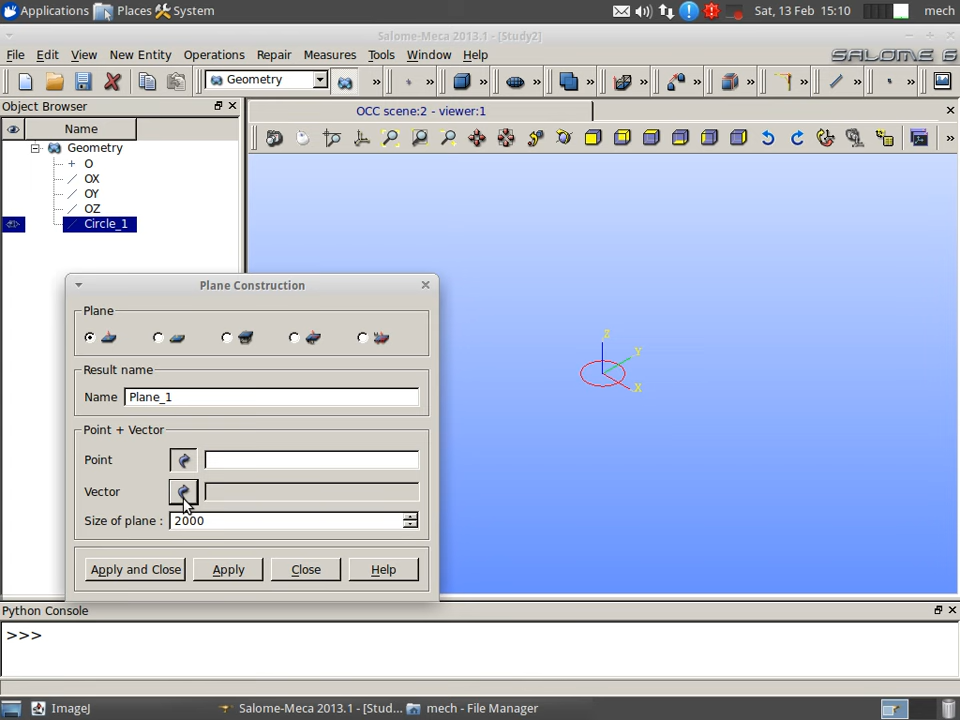 Applications Places System Sat, 13 Feb 15:10 mech
Salome-Meca 2013.1 - [Study2]
File Edit View New Entity Operations Repair Measures Tools Window Help SALOME 6
Geometry » » » » » » » » » »
Object Browser
OCC scene:2 - viewer:1
Name
»
Geometry
O
OX
OY
OZ
Circle_1
Plane Construction
Plane
Result name
Name Plane_1
Point + Vector
Point
Vector
Size of plane : 2000
Apply and Close Apply Close Help
Z
Y
X
Python Console
>>>
ImageJ Salome-Meca 2013.1 - [Stud... mech - File Manager